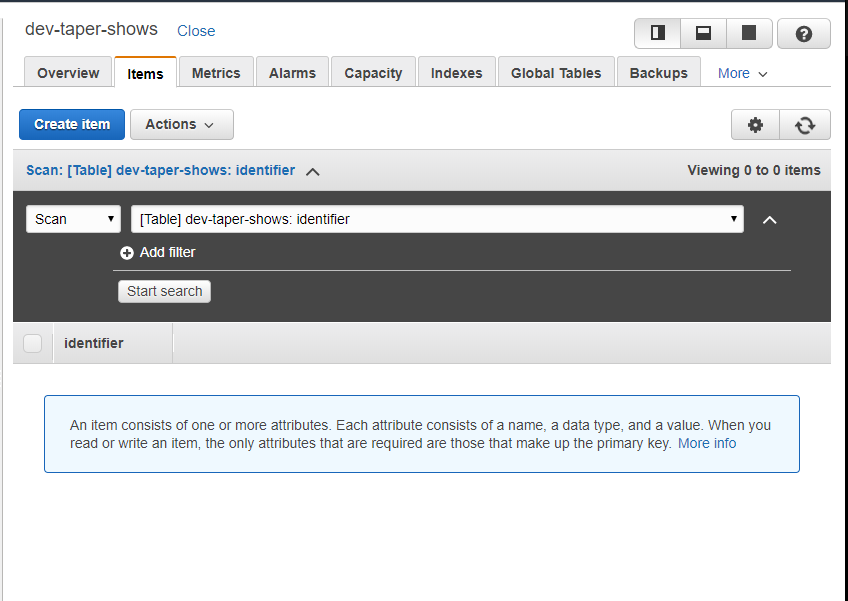 dev-taper-shows Close
Overview Items Metrics Alarms Capacity Indexes Global Tables Backups More
Create item Actions
Scan: [Table] dev-taper-shows: identifier Viewing 0 to 0 items
Scan [Table] dev-taper-shows: identifier
Add filter
Start search
identifier
An item consists of one or more attributes. Each attribute consists of a name, a data type, and a value. When you
read or write an item, the only attributes that are required are those that make up the primary key. More info